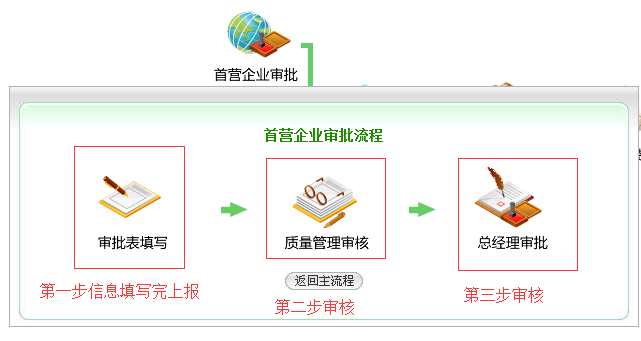 首营企业审批
首营企业审批流程
审批表填写
质量管理审核
总经理审批
返回主流程
第一步信息填写完上报
第二步审核
第三步审核